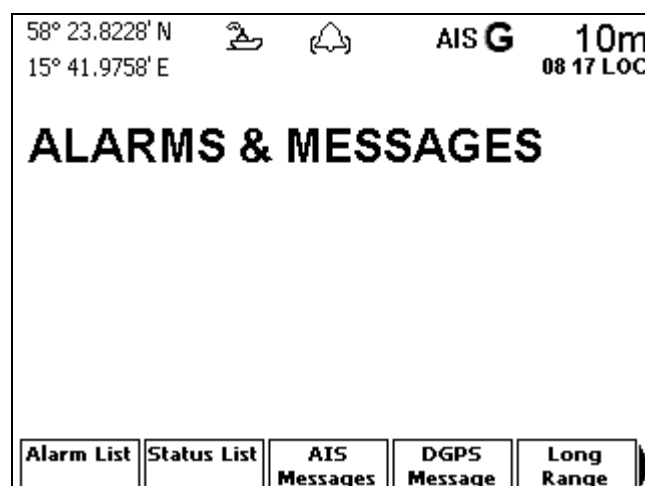 58° 23.8228' N AIS G 10m
15° 41.9758' E 08 17 LOC
ALARMS & MESSAGES
Alarm List Status List AIS Messages DGPS Message Long Range